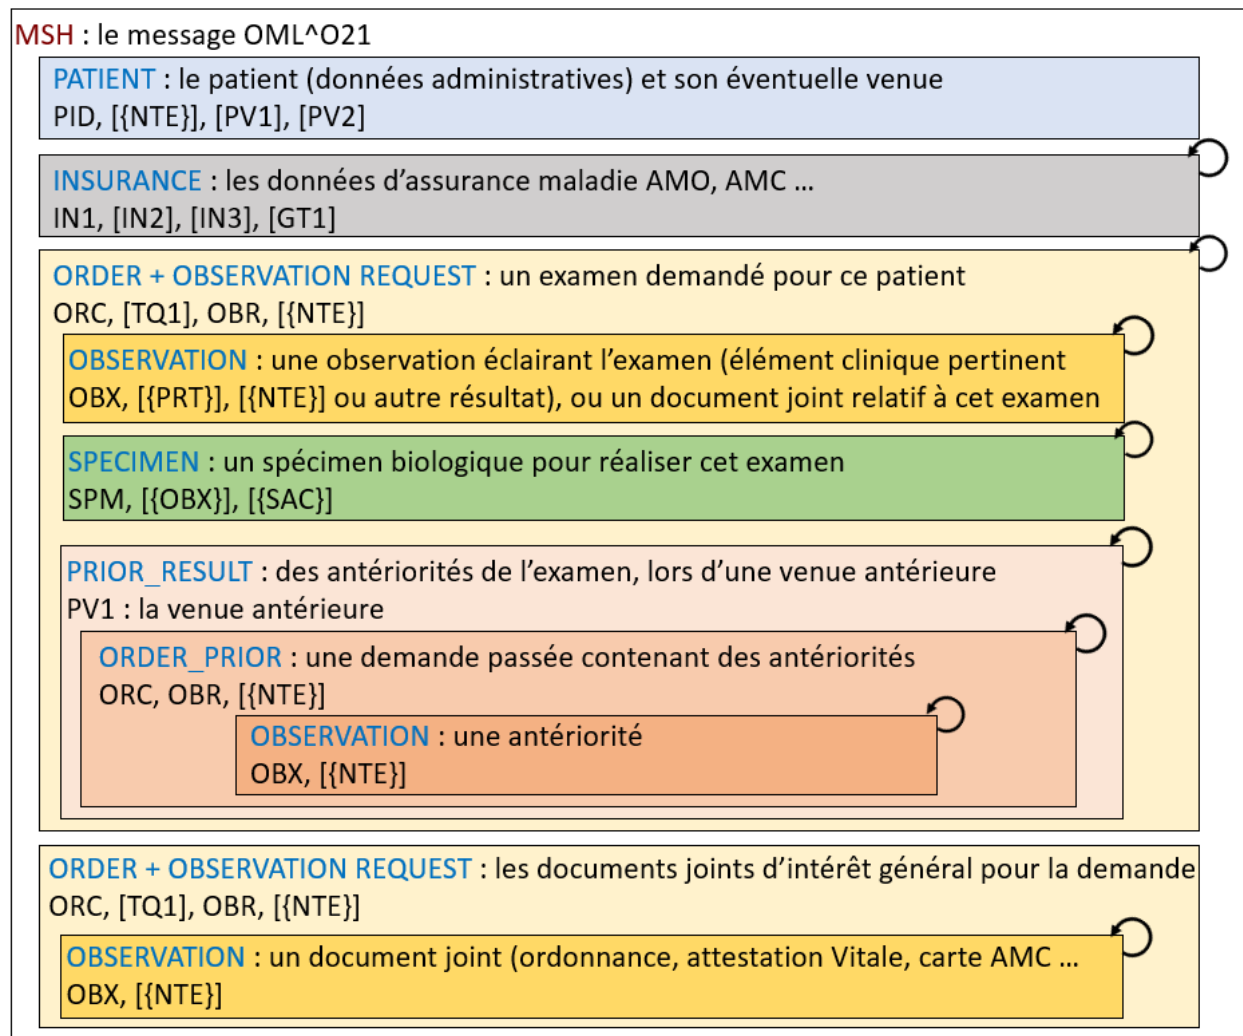 MSH : le message OML^O21
PATIENT : le patient (données administratives) et son éventuelle venue
PID, [{NTE}], [PV1], [PV2]
INSURANCE : les données d’assurance maladie AMO, AMC ...
IN1, [IN2], [IN3], [GT1]
ORDER + OBSERVATION REQUEST : un examen demandé pour ce patient
ORC, [TQ1], OBR, [{NTE}]
OBSERVATION : une observation éclairant l’examen (élément clinique pertinent
OBX, [{PRT}], [{NTE}] ou autre résultat), ou un document joint relatif à cet examen
SPECIMEN : un spécimen biologique pour réaliser cet examen
SPM, [{OBX}], [{SAC}]
PRIOR_RESULT : des antériorités de l’examen, lors d’une venue antérieure
PV1 : la venue antérieure
ORDER_PRIOR : une demande passée contenant des antériorités
ORC, OBR, [{NTE}]
OBSERVATION : une antériorité
OBX, [{NTE}]
ORDER + OBSERVATION REQUEST : les documents joints d’intérêt général pour la demande
ORC, [TQ1], OBR, [{NTE}]
OBSERVATION : un document joint (ordonnance, attestation Vitale, carte AMC ...
OBX, [{NTE}]